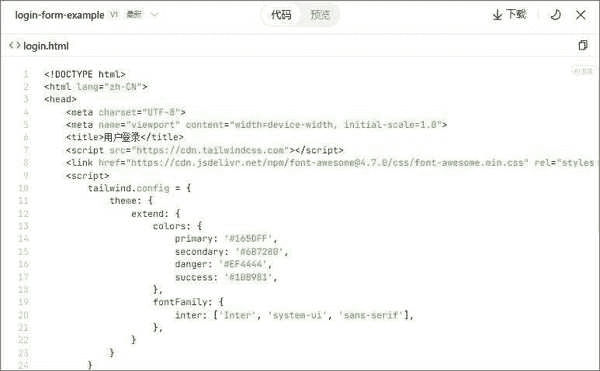 login-form-example V1 最新
代码 预览
下载
login.html
1 <!DOCTYPE html>
2 <html lang="zh-CN">
3 <head>
4 <meta charset="UTF-8">
5 <meta name="viewport" content="width=device-width, initial-scale=1.0">
6 <title>用户登录</title>
7 <script src="https://cdn.tailwindcss.com"></script>
8 <link href="https://cdn.jsdelivr.net/npm/font-awesome@4.7.0/css/font-awesome.min.css" rel="styles
9 <script>
10 tailwind.config = {
11 theme: {
12 extend: {
13 colors: {
14 primary: '#165DFF',
15 secondary: '#6B7280',
16 danger: '#EF4444',
17 success: '#10B981',
18 },
19 fontFamily: {
20 inter: ['Inter', 'system-ui', 'sans-serif'],
21 },
22 }
23 }
24 }